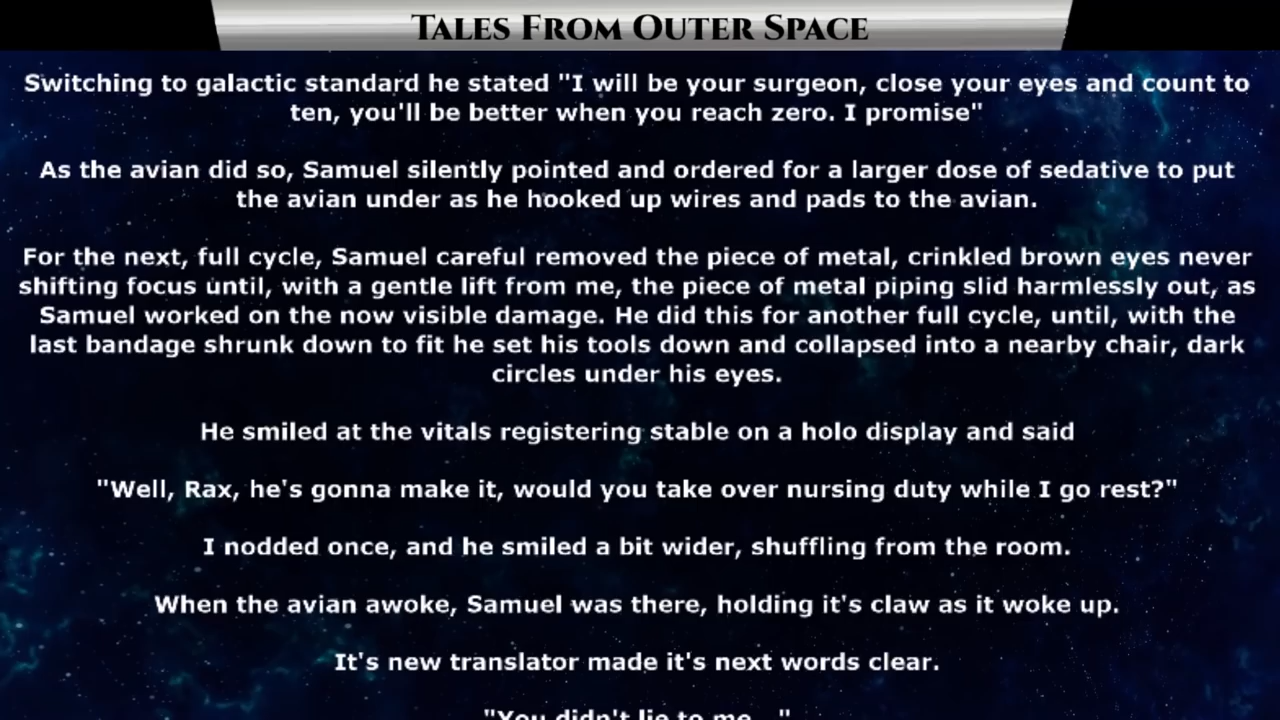 Tales From Outer Space
Switching to galactic standard he stated "I will be your surgeon, close your eyes and count to
ten, you'll be better when you reach zero. I promise"
As the avian did so, Samuel silently pointed and ordered for a larger dose of sedative to put
the avian under as he hooked up wires and pads to the avian.
For the next, full cycle, Samuel careful removed the piece of metal, crinkled brown eyes never
shifting focus until, with a gentle lift from me, the piece of metal piping slid harmlessly out, as
Samuel worked on the now visible damage. He did this for another full cycle, until, with the
last bandage shrunk down to fit he set his tools down and collapsed into a nearby chair, dark
circles under his eyes.
He smiled at the vitals registering stable on a holo display and said
"Well, Rax, he's gonna make it, would you take over nursing duty while I go rest?"
I nodded once, and he smiled a bit wider, shuffling from the room.
When the avian awoke, Samuel was there, holding it's claw as it woke up.
It's new translator made it's next words clear.
"You didn't lie to me..."